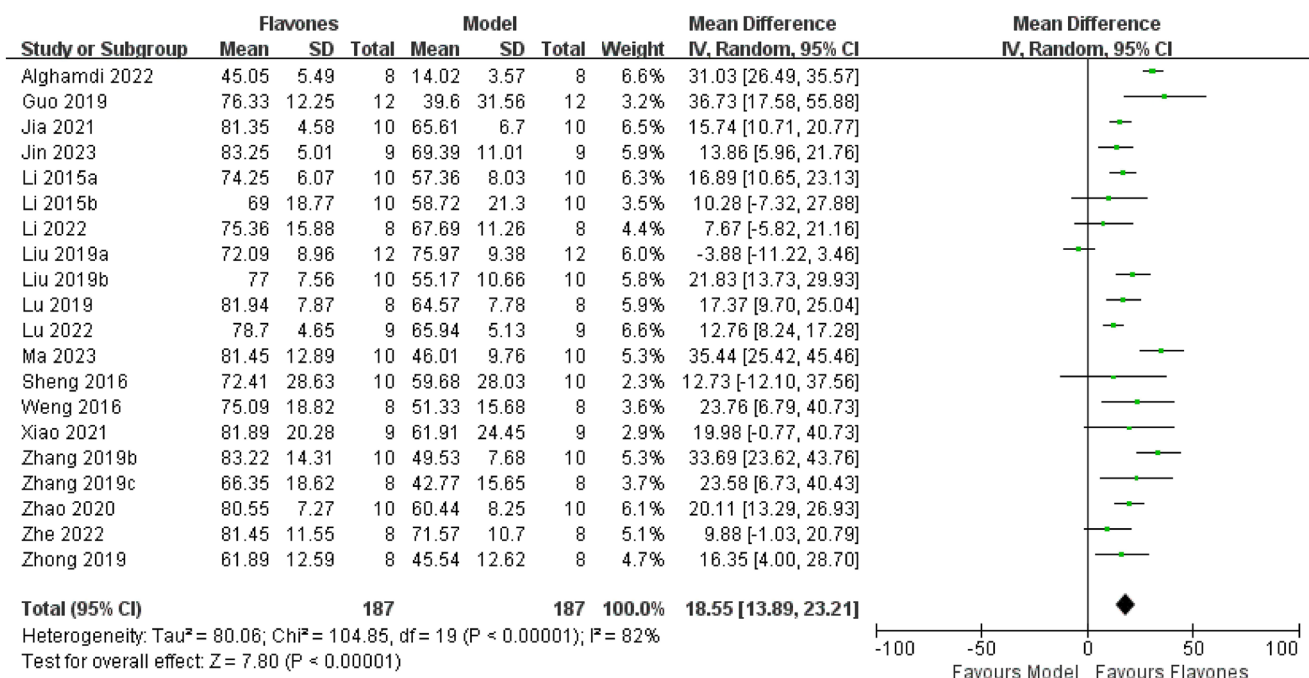 Flavones Model Mean Difference Mean Difference
Study or Subgroup Mean SD Total Mean SD Total Weight IV, Random, 95% CI IV, Random, 95% CI
Alghamdi 2022 45.05 5.49 8 14.02 3.57 8 6.6% 31.03 [26.49, 35.57]
Guo 2019 76.33 12.25 12 39.6 31.56 12 3.2% 36.73 [17.58, 55.88]
Jia 2021 81.35 4.58 10 65.61 6.7 10 6.5% 15.74 [10.71, 20.77]
Jin 2023 83.25 5.01 9 69.39 11.01 9 5.9% 13.86 [5.96, 21.76]
Li 2015a 74.25 6.07 10 57.36 8.03 10 6.3% 16.89 [10.65, 23.13]
Li 2015b 69 18.77 10 58.72 21.3 10 3.5% 10.28 [-7.32, 27.88]
Li 2022 75.36 15.88 8 67.69 11.26 8 4.4% 7.67 [-5.82, 21.16]
Liu 2019a 72.09 8.96 12 75.97 9.38 12 6.0% -3.88 [-11.22, 3.46]
Liu 2019b 77 7.56 10 55.17 10.66 10 5.8% 21.83 [13.73, 29.93]
Lu 2019 81.94 7.87 8 64.57 7.78 8 5.9% 17.37 [9.70, 25.04]
Lu 2022 78.7 4.65 9 65.94 5.13 9 6.6% 12.76 [8.24, 17.28]
Ma 2023 81.45 12.89 10 46.01 9.76 10 5.3% 35.44 [25.42, 45.46]
Sheng 2016 72.41 28.63 10 59.68 28.03 10 2.3% 12.73 [-12.10, 37.56]
Weng 2016 75.09 18.82 8 51.33 15.68 8 3.6% 23.76 [6.79, 40.73]
Xiao 2021 81.89 20.28 9 61.91 24.45 9 2.9% 19.98 [-0.77, 40.73]
Zhang 2019b 83.22 14.31 10 49.53 7.68 10 5.3% 33.69 [23.62, 43.76]
Zhang 2019c 66.35 18.62 8 42.77 15.65 8 3.7% 23.58 [6.73, 40.43]
Zhao 2020 80.55 7.27 10 60.44 8.25 10 6.1% 20.11 [13.29, 26.93]
Zhe 2022 81.45 11.55 8 71.57 10.7 8 5.1% 9.88 [-1.03, 20.79]
Zhong 2019 61.89 12.59 8 45.54 12.62 8 4.7% 16.35 [4.00, 28.70]
Total (95% CI) 187 187 100.0% 18.55 [13.89, 23.21]
Heterogeneity: Tau² = 80.06; Chi² = 104.85, df = 19 (P < 0.00001); I² = 82%
Test for overall effect: Z = 7.80 (P < 0.00001)
-100 -50 0 50 100
Favours Model Favours Flavones